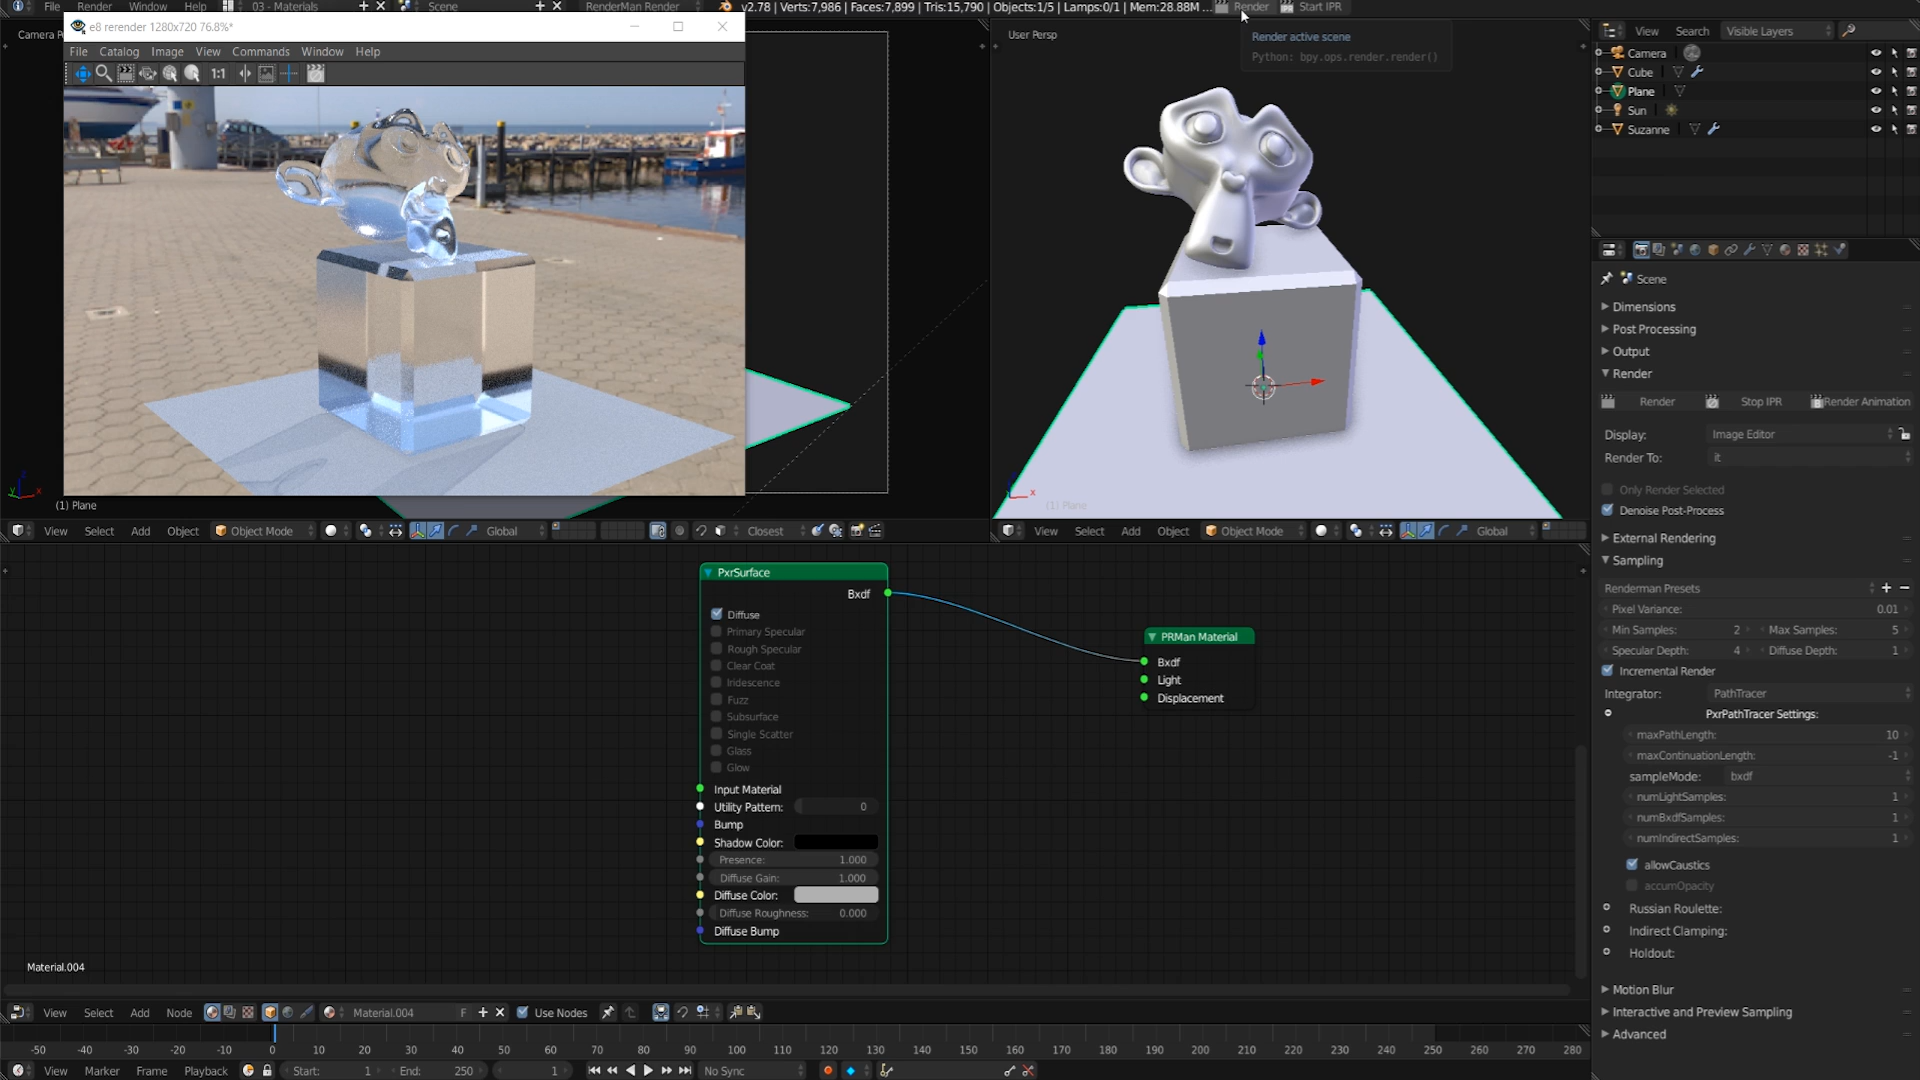 File Render Window Help 03 - Materials Scene RenderMan Render v2.78 | Verts:7,986 | Faces:7,899 | Tris:15,790 | Objects:1/5 | Lamps:0/1 | Mem:28.88M ... Render Start IPR
e8 rerender 1280x720 76.8%*
File Catalog Image View Commands Window Help
1:1
User Persp
Render active scene
Python: bpy.ops.render.render()
(1) Plane
(1) Plane
View Select Add Object Object Mode Global Closest
View Select Add Object Object Mode Global
View Search Visible Layers
Camera
Cube
Plane
Sun
Suzanne
Scene
Dimensions
Post Processing
Output
Render
Render Stop IPR Render Animation
Display: Image Editor
Render To: it
Only Render Selected
Denoise Post-Process
External Rendering
Sampling
Renderman Presets
Pixel Variance: 0.01
Min Samples: 2 Max Samples: 5
Specular Depth: 4 Diffuse Depth: 1
Incremental Render
Integrator: PathTracer
PxrPathTracer Settings:
maxPathLength: 10
maxContinuationLength: -1
sampleMode: bxdf
numLightSamples: 1
numBxdfSamples: 1
numIndirectSamples: 1
allowCaustics
accumOpacity
Russian Roulette:
Indirect Clamping:
Holdout:
Motion Blur
Interactive and Preview Sampling
Advanced
PxrSurface
Bxdf
Diffuse
Primary Specular
Rough Specular
Clear Coat
Iridescence
Fuzz
Subsurface
Single Scatter
Glass
Glow
Input Material
Utility Pattern: 0
Bump
Shadow Color:
Presence: 1.000
Diffuse Gain: 1.000
Diffuse Color:
Diffuse Roughness: 0.000
Diffuse Bump
PRMan Material
Bxdf
Light
Displacement
Material.004
View Select Add Node Material.004 F Use Nodes
-50 -40 -30 -20 -10 0 10 20 30 40 50 60 70 80 90 100 110 120 130 140 150 160 170 180 190 200 210 220 230 240 250 260 270 280
View Marker Frame Playback Start: 1 End: 250 1 No Sync